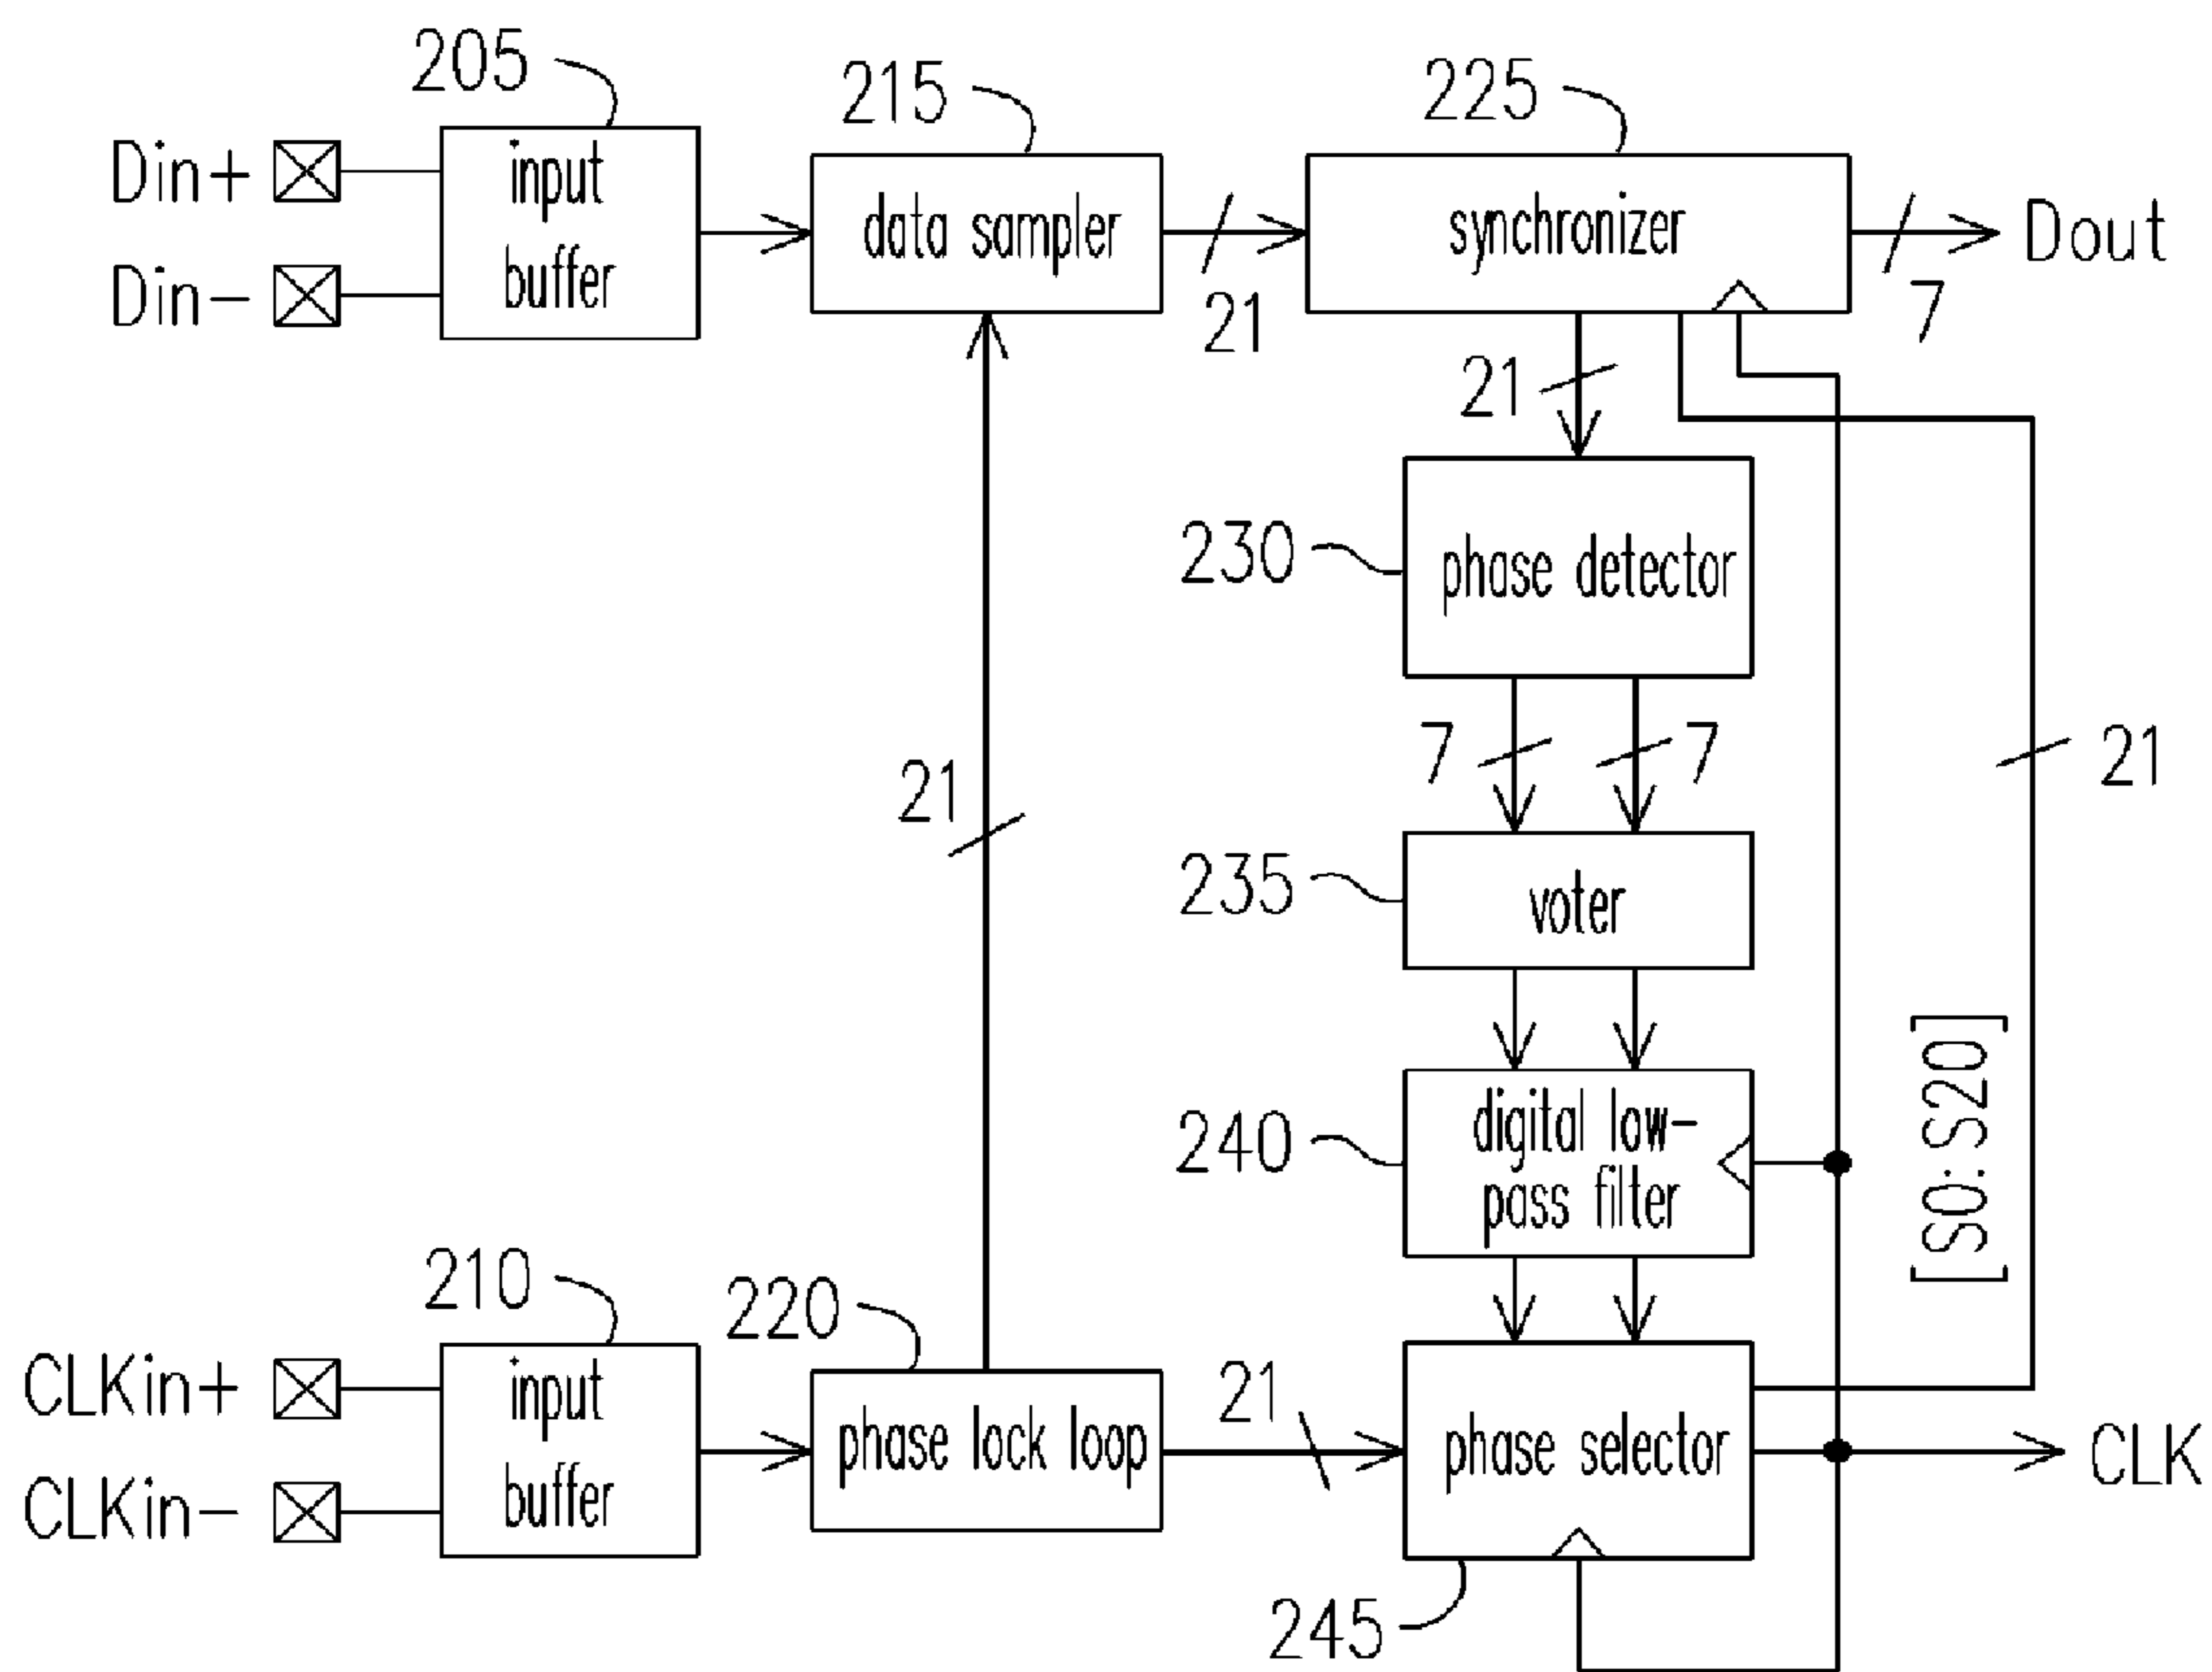 205
215
225
Din+
Din-
input
buffer
data sampler
21
synchronizer
7
Dout
21
230
phase detector
7
7
21
21
235
voter
240
digital low-
pass filter
[S0:S20]
210
220
CLKin+
CLKin-
input
buffer
phase lock loop
21
phase selector
CLK
245